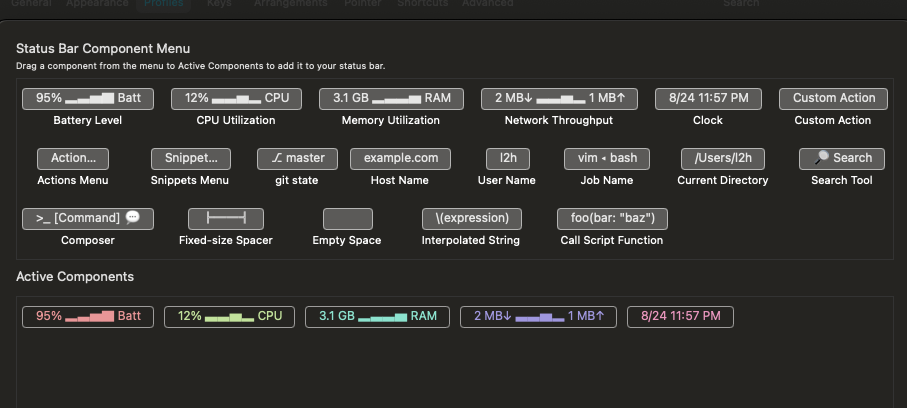 General Appearance Profiles Keys Arrangements Pointer Shortcuts Advanced Search
Status Bar Component Menu
Drag a component from the menu to Active Components to add it to your status bar.
95% ▂▃▅▇ Batt 12% ▂▃▅▂ CPU 3.1 GB ▂▃▃▅ RAM 2 MB↓ ▂▃▅▂ 1 MB↑ 8/24 11:57 PM Custom Action
Battery Level CPU Utilization Memory Utilization Network Throughput Clock Custom Action
Action... Snippet... ⎇ master example.com l2h vim ◂ bash /Users/l2h 🔎 Search
Actions Menu Snippets Menu git state Host Name User Name Job Name Current Directory Search Tool
>_ [Command] 💬 ├───┤ \(expression) foo(bar: "baz")
Composer Fixed-size Spacer Empty Space Interpolated String Call Script Function
Active Components
95% ▂▃▅▇ Batt 12% ▂▃▅▂ CPU 3.1 GB ▂▃▃▅ RAM 2 MB↓ ▂▃▅▂ 1 MB↑ 8/24 11:57 PM